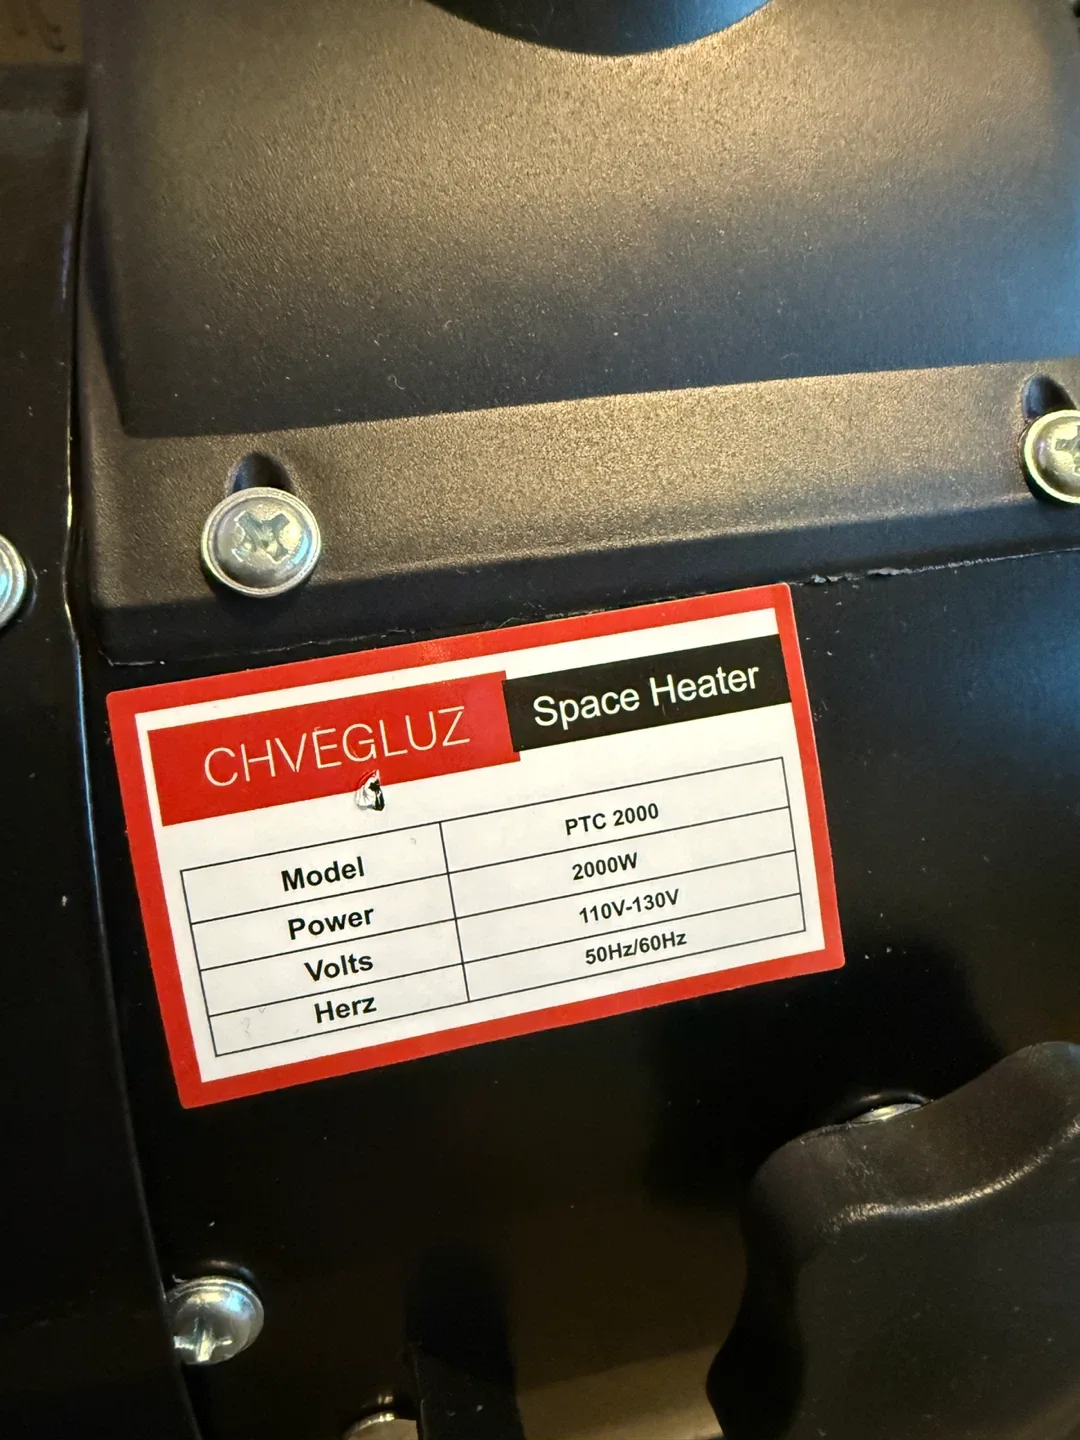 CHVEGLUZ Space Heater
Model PTC 2000
Power 2000W
Volts 110V-130V
Herz 50Hz/60Hz